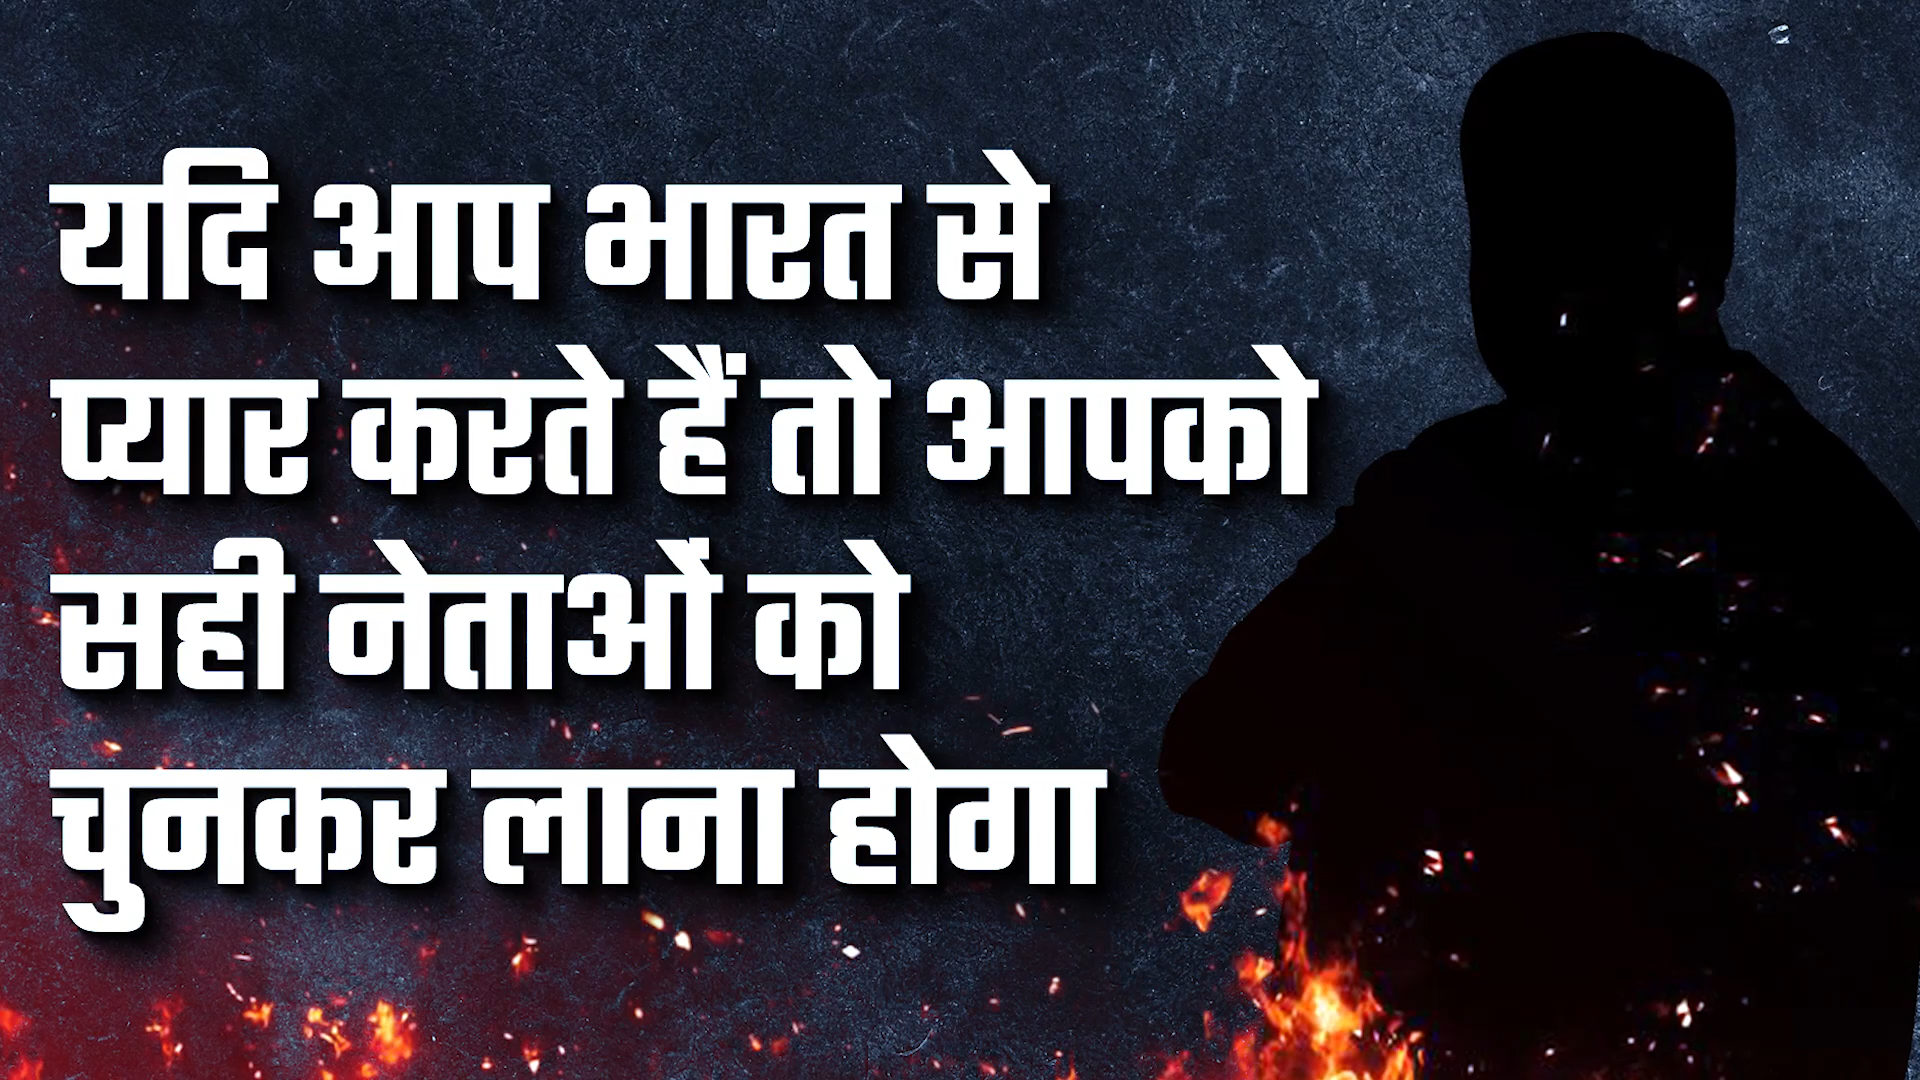 यदि आप भारत से
प्यार करते हैं तो आपको
सही नेताओं को
चुनकर लाना होगा